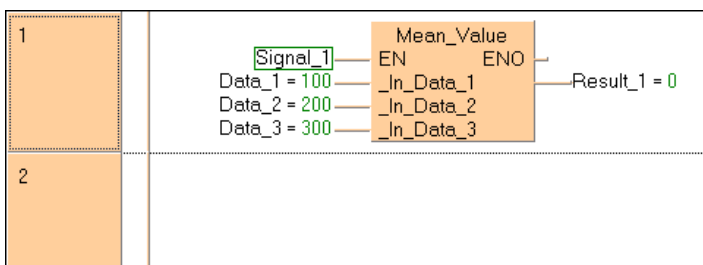 1
Mean_Value
Signal_1 EN ENO
Data_1 = 100 _In_Data_1 Result_1 = 0
Data_2 = 200 _In_Data_2
Data_3 = 300 _In_Data_3
2